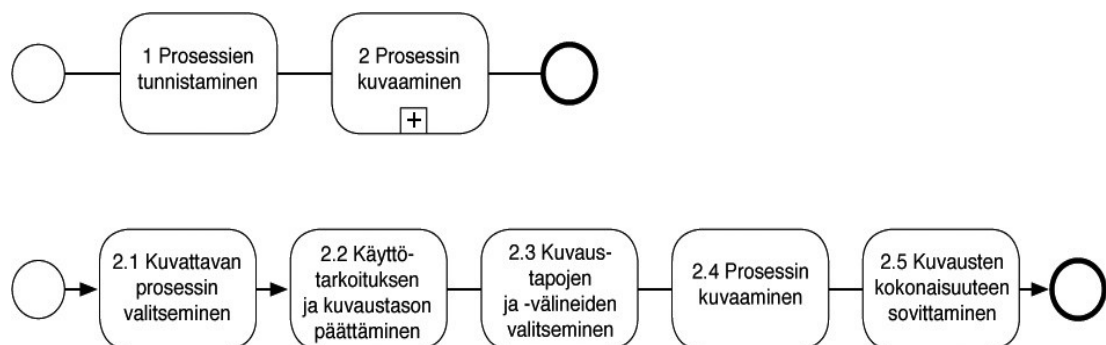 1 Prosessien
tunnistaminen
2 Prosessin
kuvaaminen
2.1 Kuvattavan
prosessin
valitseminen
2.2 Käyttö-
tarkoituksen
ja kuvaustason
päättäminen
2.3 Kuvaus-
tapojen
ja -välineiden
valitseminen
2.4 Prosessin
kuvaaminen
2.5 Kuvausten
kokonaisuuteen
sovittaminen